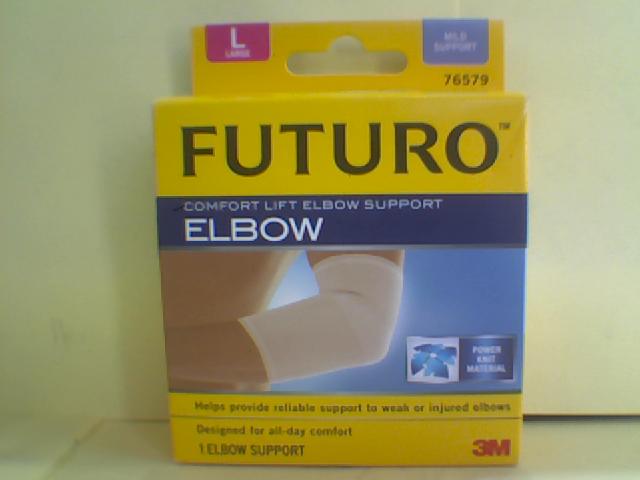 L
LARGE
MILD
SUPPORT
76579
FUTURO™
COMFORT LIFT ELBOW SUPPORT
ELBOW
POWER
KNIT
MATERIAL
Helps provide reliable support to weak or injured elbows
Designed for all-day comfort
1 ELBOW SUPPORT
3M